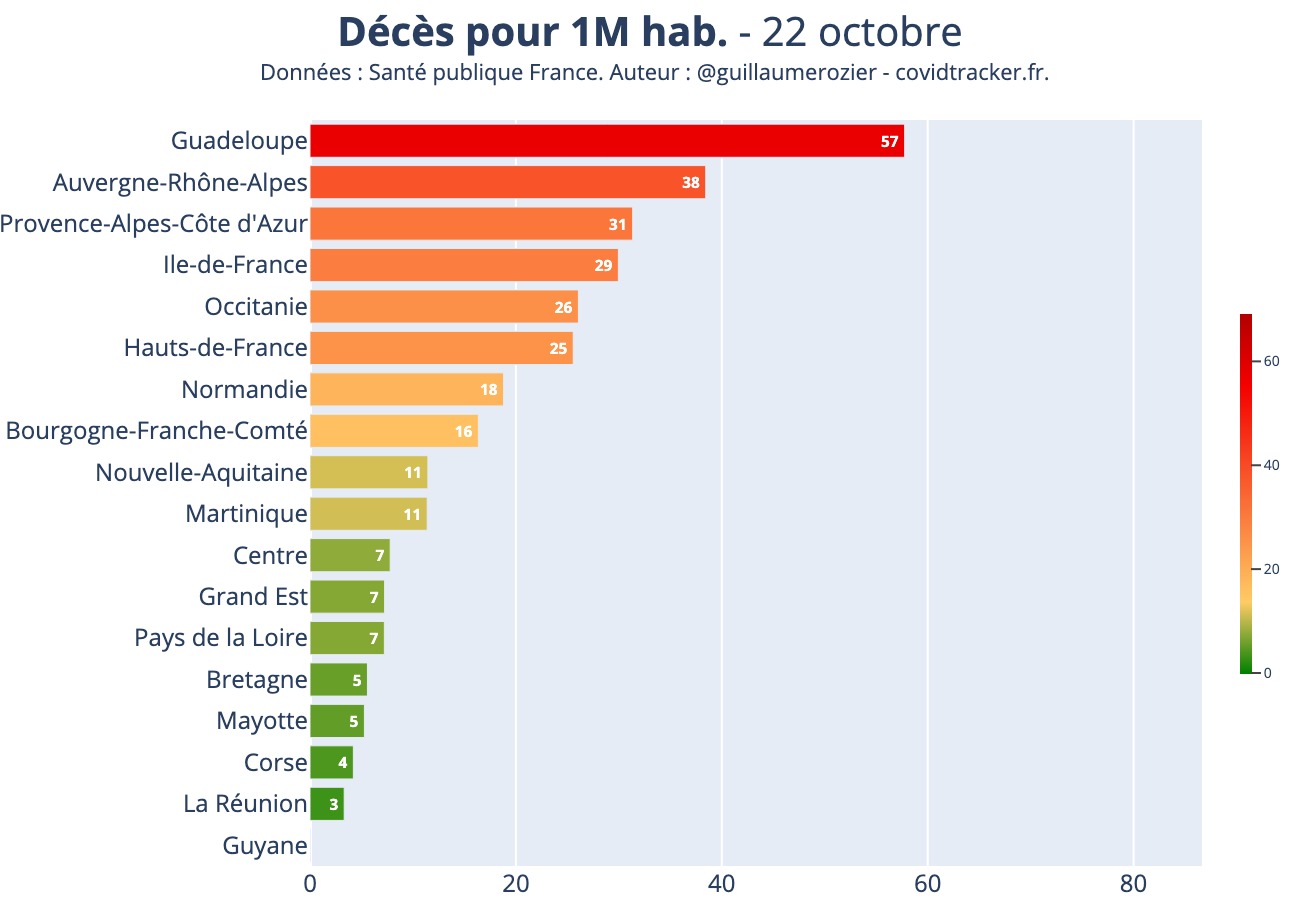 Décès pour 1M hab. - 22 octobre
Données : Santé publique France. Auteur : @guillaumerozier - covidtracker.fr.
Guadeloupe 57
Auvergne-Rhône-Alpes 38
Provence-Alpes-Côte d'Azur 31
Ile-de-France 29
Occitanie 26
Hauts-de-France 25
Normandie 18
Bourgogne-Franche-Comté 16
Nouvelle-Aquitaine 11
Martinique 11
Centre 7
Grand Est 7
Pays de la Loire 7
Bretagne 5
Mayotte 5
Corse 4
La Réunion 3
Guyane
0 20 40 60 80
60
40
20
0